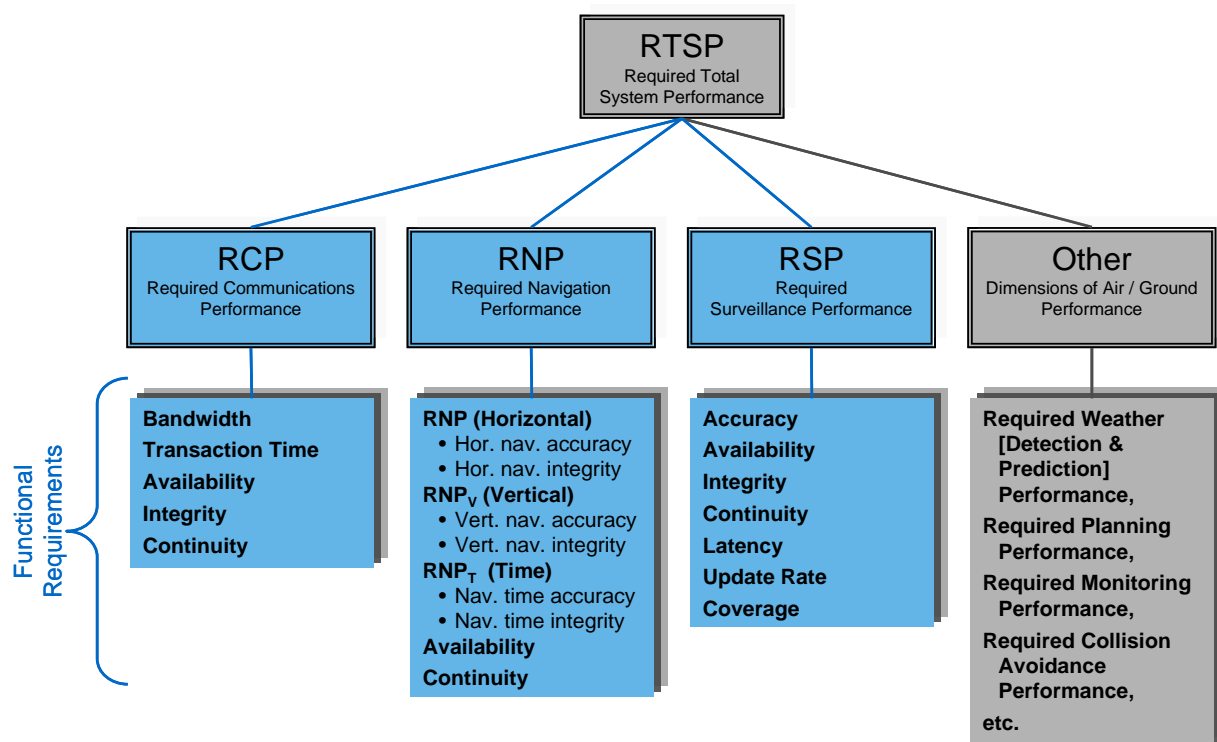 RTSP
Required Total
System Performance
RCP
Required Communications
Performance
RNP
Required Navigation
Performance
RSP
Required
Surveillance Performance
Other
Dimensions of Air / Ground
Performance
Functional
Requirements
Bandwidth
Transaction Time
Availability
Integrity
Continuity
RNP (Horizontal)
• Hor. nav. accuracy
• Hor. nav. integrity
RNPV (Vertical)
• Vert. nav. accuracy
• Vert. nav. integrity
RNPT (Time)
• Nav. time accuracy
• Nav. time integrity
Availability
Continuity
Accuracy
Availability
Integrity
Continuity
Latency
Update Rate
Coverage
Required Weather
[Detection &
Prediction]
Performance,
Required Planning
Performance,
Required Monitoring
Performance,
Required Collision
Avoidance
Performance,
etc.